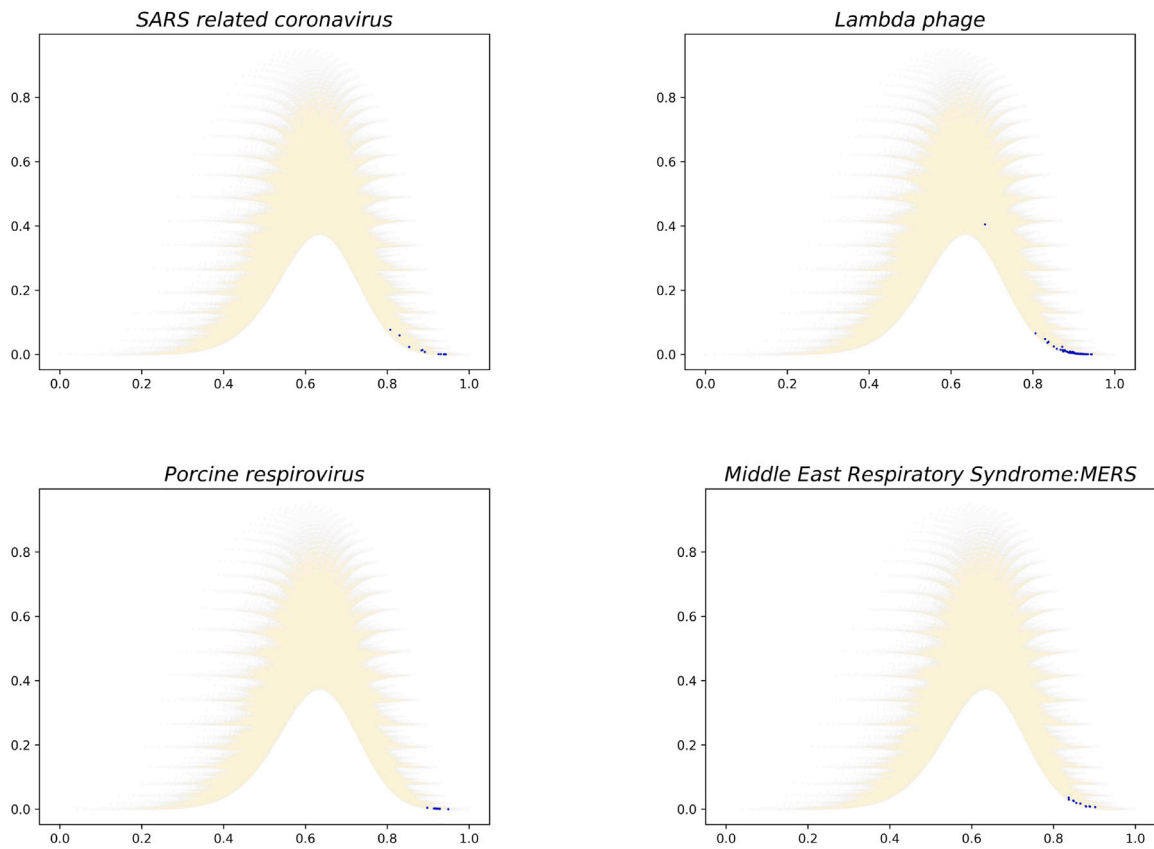 SARS related coronavirus
0.8
0.6
0.4
0.2
0.0
0.0 0.2 0.4 0.6 0.8 1.0
Lambda phage
0.8
0.6
0.4
0.2
0.0
0.0 0.2 0.4 0.6 0.8 1.0
Porcine respirovirus
0.8
0.6
0.4
0.2
0.0
0.0 0.2 0.4 0.6 0.8 1.0
Middle East Respiratory Syndrome:MERS
0.8
0.6
0.4
0.2
0.0
0.0 0.2 0.4 0.6 0.8 1.0